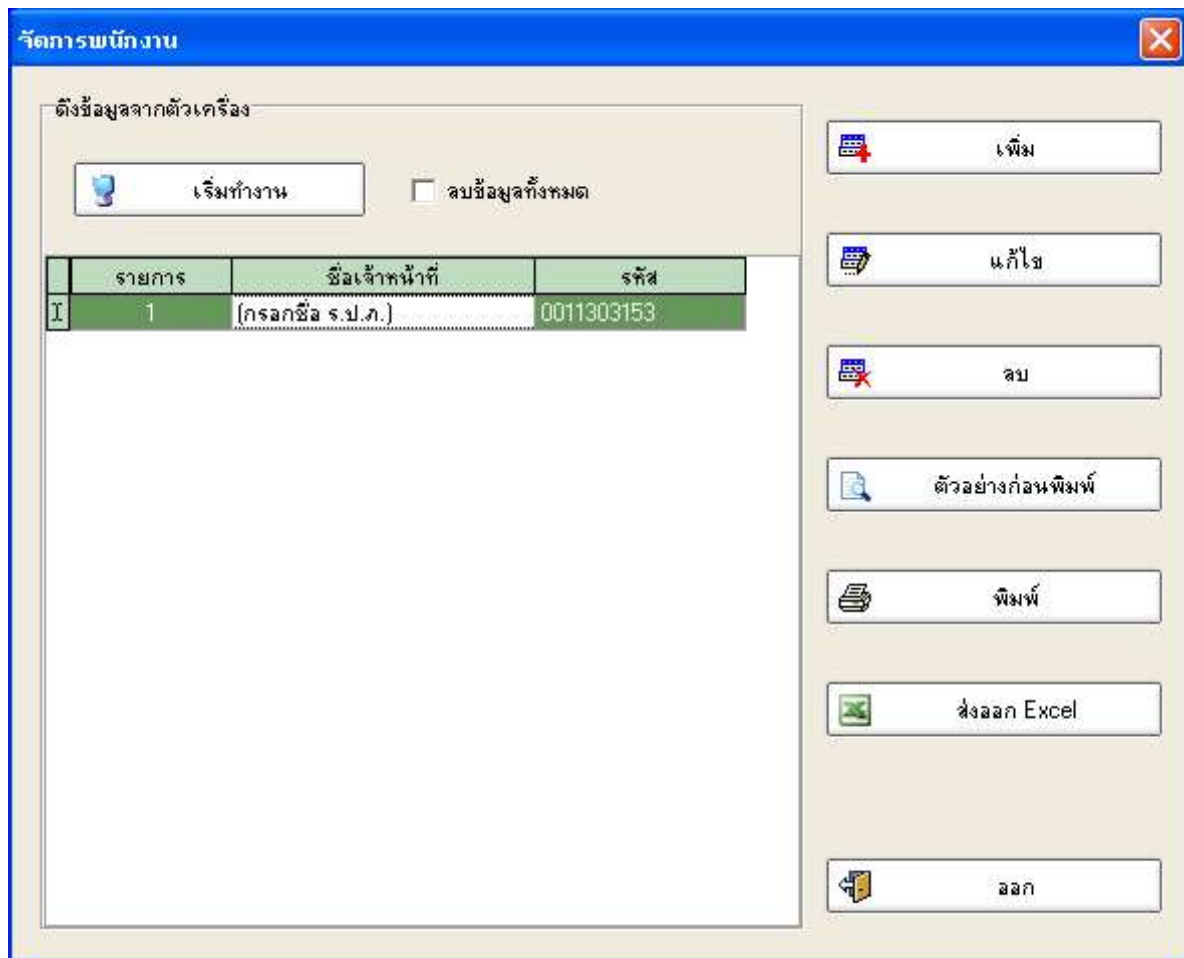 จัดการพนักงาน
ดึงข้อมูลจากตัวเครื่อง
เริ่มทำงาน
ลบข้อมูลทั้งหมด
รายการ ชื่อเจ้าหน้าที่ รหัส
1 (กรอกชื่อ ร.ป.ภ.) 0011303153
เพิ่ม
แก้ไข
ลบ
ตัวอย่างก่อนพิมพ์
พิมพ์
ส่งออก Excel
ออก